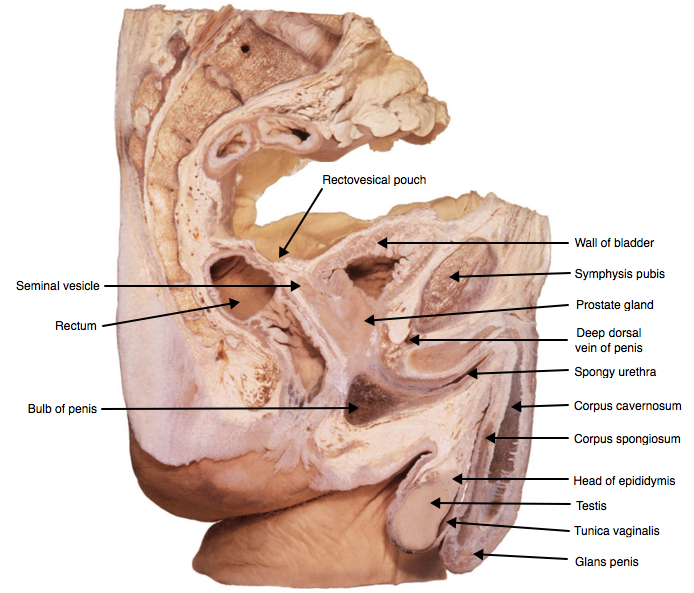 Rectovesical pouch
Wall of bladder
Symphysis pubis
Seminal vesicle
Prostate gland
Rectum
Deep dorsal
vein of penis
Spongy urethra
Bulb of penis
Corpus cavernosum
Corpus spongiosum
Head of epididymis
Testis
Tunica vaginalis
Glans penis